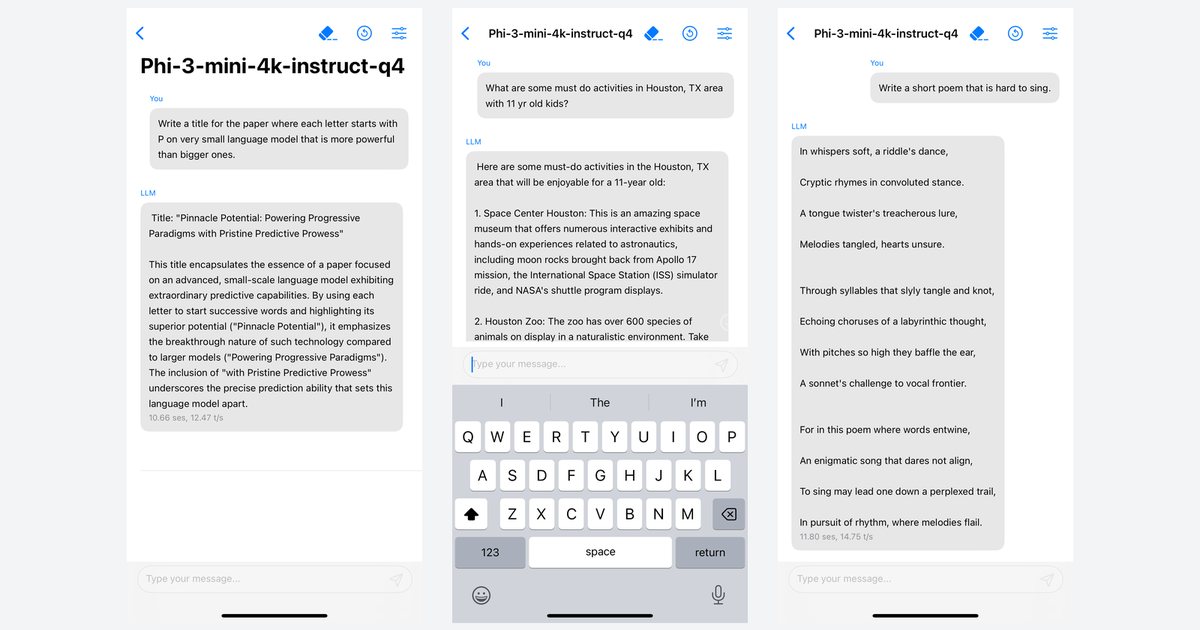 Phi-3-mini-4k-instruct-q4
You
Write a title for the paper where each letter starts with
P on very small language model that is more powerful
than bigger ones.
LLM
Title: "Pinnacle Potential: Powering Progressive
Paradigms with Pristine Predictive Prowess"
This title encapsulates the essence of a paper focused
on an advanced, small-scale language model exhibiting
extraordinary predictive capabilities. By using each
letter to start successive words and highlighting its
superior potential ("Pinnacle Potential"), it emphasizes
the breakthrough nature of such technology compared
to larger models ("Powering Progressive Paradigms").
The inclusion of "with Pristine Predictive Prowess"
underscores the precise prediction ability that sets this
language model apart.
10.66 ses, 12.47 t/s
Type your message...
Phi-3-mini-4k-instruct-q4
You
What are some must do activities in Houston, TX area
with 11 yr old kids?
LLM
Here are some must-do activities in the Houston, TX
area that will be enjoyable for a 11-year old:
1. Space Center Houston: This is an amazing space
museum that offers numerous interactive exhibits and
hands-on experiences related to astronautics,
including moon rocks brought back from Apollo 17
mission, the International Space Station (ISS) simulator
ride, and NASA's shuttle program displays.
2. Houston Zoo: The zoo has over 600 species of
animals on display in a naturalistic environment. Take
Type your message...
I The I'm
Q W E R T Y U I O P
A S D F G H J K L
Z X C V B N M
123 space return
Phi-3-mini-4k-instruct-q4
You
Write a short poem that is hard to sing.
LLM
In whispers soft, a riddle's dance,
Cryptic rhymes in convoluted stance.
A tongue twister's treacherous lure,
Melodies tangled, hearts unsure.
Through syllables that slyly tangle and knot,
Echoing choruses of a labyrinthic thought,
With pitches so high they baffle the ear,
A sonnet's challenge to vocal frontier.
For in this poem where words entwine,
An enigmatic song that dares not align,
To sing may lead one down a perplexed trail,
In pursuit of rhythm, where melodies flail.
11.80 ses, 14.75 t/s
Type your message...